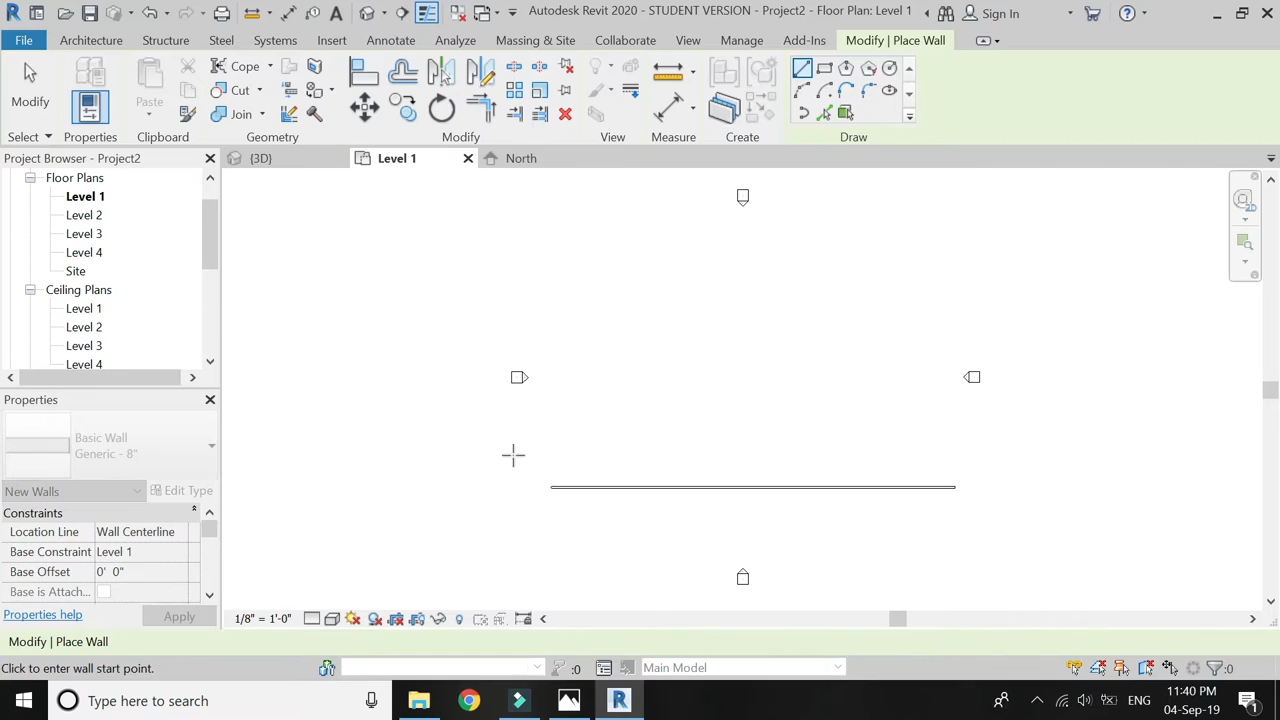 Autodesk Revit 2020 - STUDENT VERSION - Project2 - Floor Plan: Level 1
Sign In
File Architecture Structure Steel Systems Insert Annotate Analyze Massing & Site Collaborate View Manage Add-Ins Modify | Place Wall
Modify
Paste
Cope
Cut
Join
Select Properties Clipboard Geometry Modify View Measure Create Draw
Project Browser - Project2
{3D} Level 1 North
Floor Plans
Level 1
Level 2
Level 3
Level 4
Site
Ceiling Plans
Level 1
Level 2
Level 3
Level 4
Properties
Basic Wall
Generic - 8"
New Walls Edit Type
Constraints
Location Line Wall Centerline
Base Constraint Level 1
Base Offset 0' 0"
Base is Attach...
Properties help Apply
1/8" = 1'-0"
Modify | Place Wall
Click to enter wall start point.
:0
Main Model
:0
Type here to search
ENG
11:40 PM
04-Sep-19
1